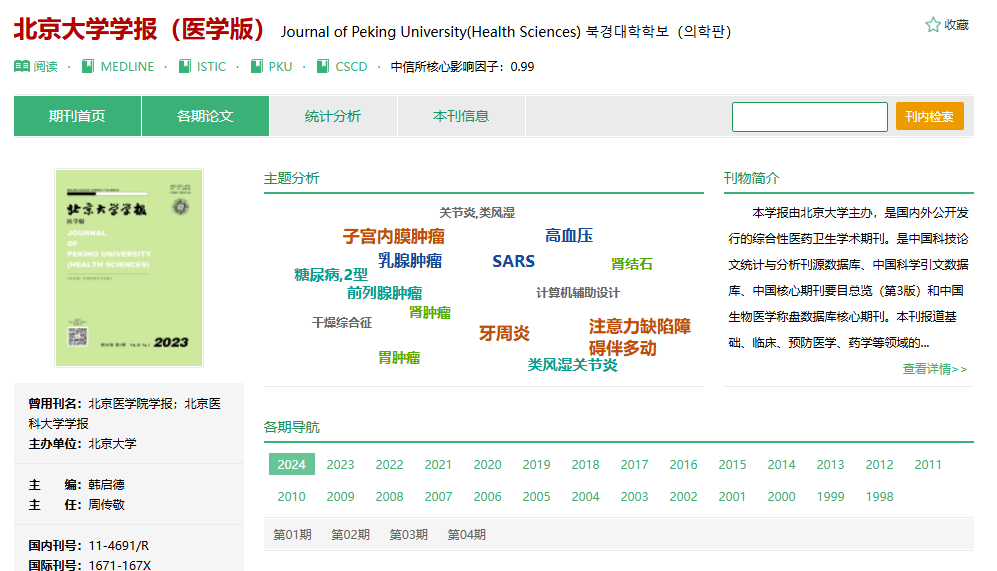 北京大学学报（医学版） Journal of Peking University(Health Sciences) 북경대학학보（의학판）
收藏
阅读 · MEDLINE · ISTIC · PKU · CSCD · 中信所核心影响因子：0.99
期刊首页 各期论文 统计分析 本刊信息 刊内检索
北京大学学报
医学版
JOURNAL
OF
PEKING UNIVERSITY
(HEALTH SCIENCES)
2023
曾用刊名：北京医学院学报；北京医
科大学学报
主办单位：北京大学
主　　编：韩启德
主　　任：周传敬
国内刊号：11-4691/R
国际刊号：1671-167X
主题分析
关节炎,类风湿
子宫内膜肿瘤
高血压
乳腺肿瘤
SARS
肾结石
糖尿病,2型
前列腺肿瘤
计算机辅助设计
肾肿瘤
干燥综合征
牙周炎
注意力缺陷障
碍伴多动
胃肿瘤
类风湿关节炎
刊物简介
本学报由北京大学主办，是国内外公开发
行的综合性医药卫生学术期刊。是中国科技论
文统计与分析刊源数据库、中国科学引文数据
库、中国核心期刊要目总览（第3版）和中国
生物医学称盘数据库核心期刊。本刊报道基
础、临床、预防医学、药学等领域的...
查看详情>>
各期导航
2024 2023 2022 2021 2020 2019 2018 2017 2016 2015 2014 2013 2012 2011
2010 2009 2008 2007 2006 2005 2004 2003 2002 2001 2000 1999 1998
第01期 第02期 第03期 第04期